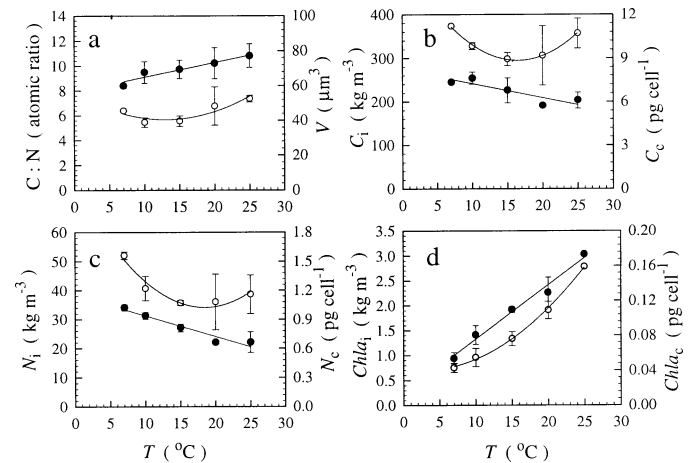 a
14
12
10
8
6
4
2
0
C : N ( atomic ratio )
100
80
60
40
20
0
V ( μm³ )
0 5 10 15 20 25 30
b
400
300
200
100
0
Cᵢ ( kg m⁻³ )
12
9
6
3
0
C_c ( pg cell⁻¹ )
0 5 10 15 20 25 30
c
60
50
40
30
20
10
0
Nᵢ ( kg m⁻³ )
1.8
1.5
1.2
0.9
0.6
0.3
0.0
N_c ( pg cell⁻¹ )
0 5 10 15 20 25 30
T ( °C )
d
3.5
3.0
2.5
2.0
1.5
1.0
0.5
0.0
Chlaᵢ ( kg m⁻³ )
0.20
0.16
0.12
0.08
0.04
0.00
Chla_c ( pg cell⁻¹ )
0 5 10 15 20 25 30
T ( °C )